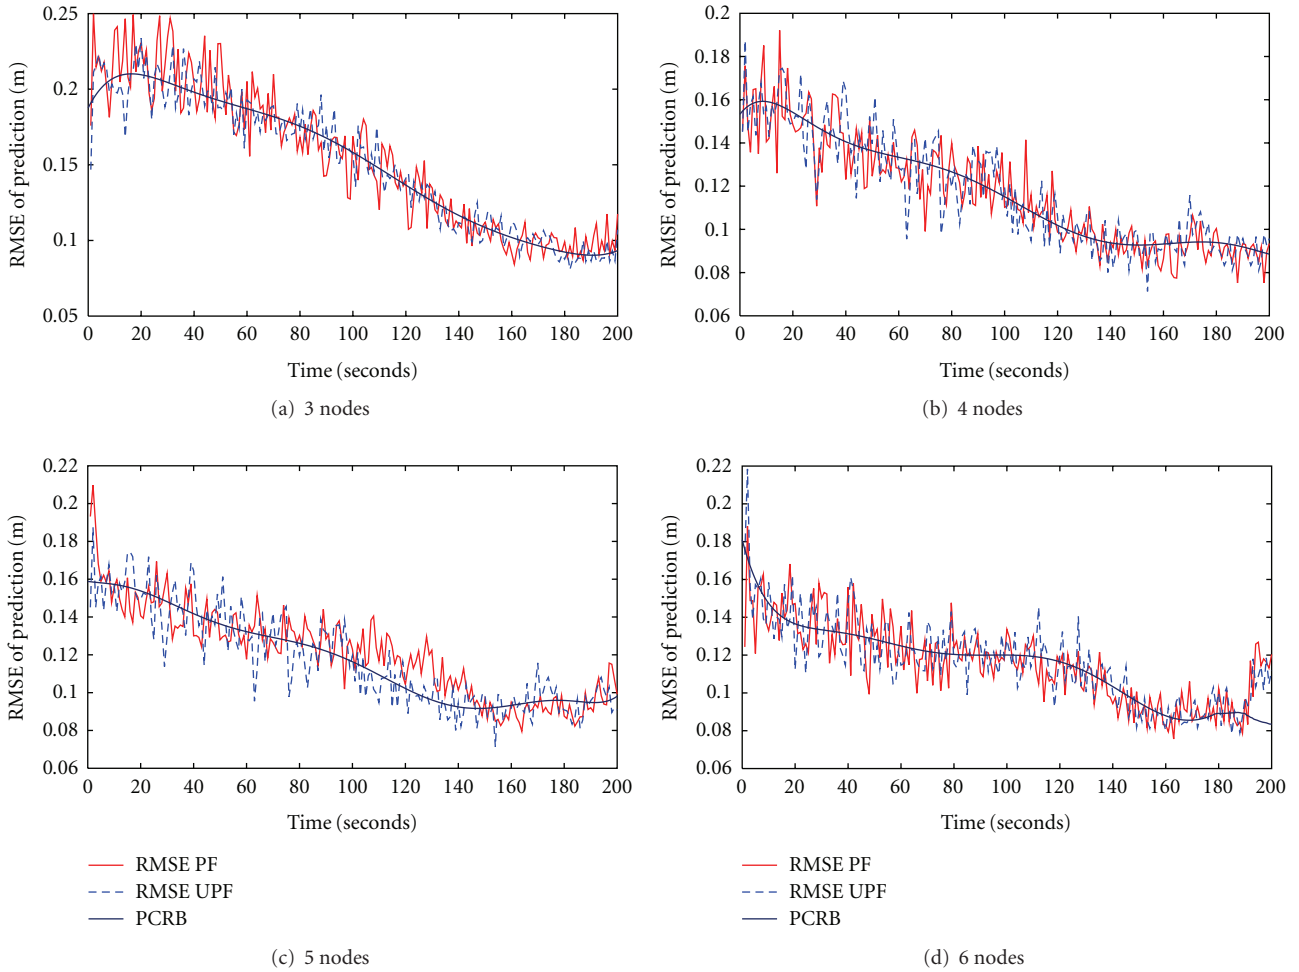 0.25
0.2
0.15
0.1
0.05
RMSE of prediction (m)
0 20 40 60 80 100 120 140 160 180 200
Time (seconds)
(a) 3 nodes
0.2
0.18
0.16
0.14
0.12
0.1
0.08
0.06
RMSE of prediction (m)
0 20 40 60 80 100 120 140 160 180 200
Time (seconds)
(b) 4 nodes
0.22
0.2
0.18
0.16
0.14
0.12
0.1
0.08
0.06
RMSE of prediction (m)
0 20 40 60 80 100 120 140 160 180 200
Time (seconds)
RMSE PF
RMSE UPF
PCRB
(c) 5 nodes
0.22
0.2
0.18
0.16
0.14
0.12
0.1
0.08
0.06
RMSE of prediction (m)
0 20 40 60 80 100 120 140 160 180 200
Time (seconds)
RMSE PF
RMSE UPF
PCRB
(d) 6 nodes